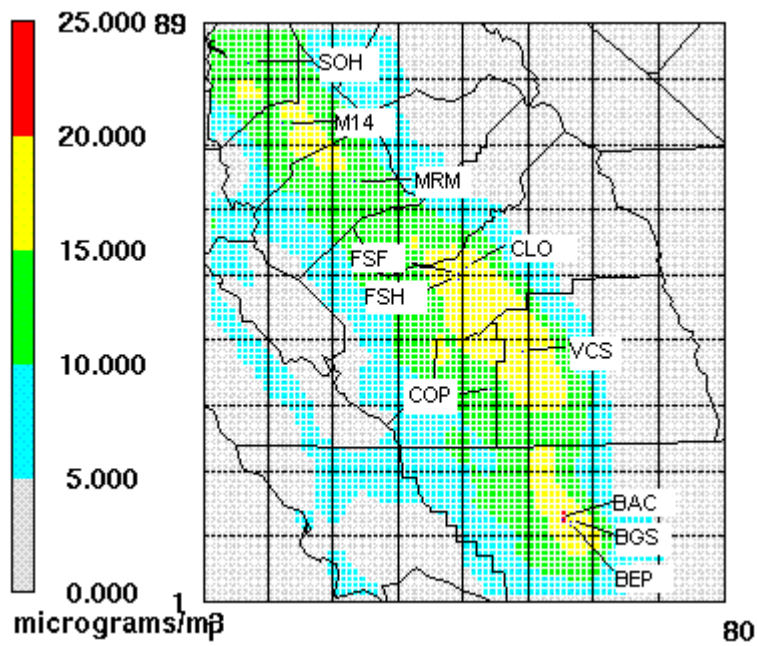 25.000
20.000
15.000
10.000
5.000
0.000
micrograms/m3
89
1
1
80
SOH
M14
MRM
CLO
FSF
FSH
VCS
COP
BAC
BGS
BEP